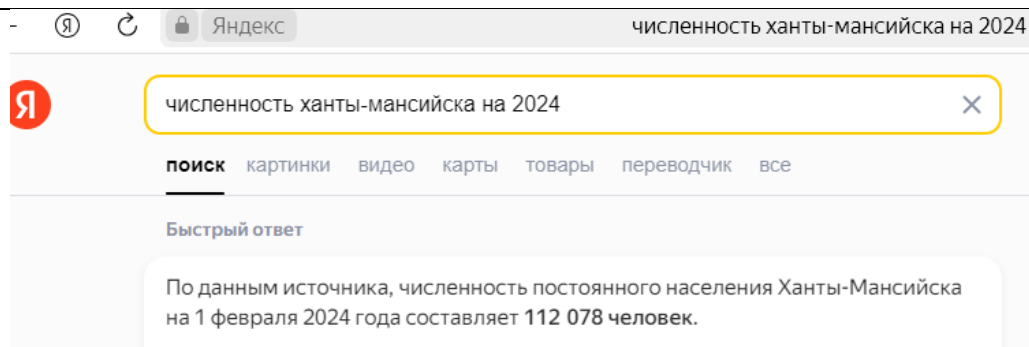 Я Яндекс численность ханты-мансийска на 2024
Я численность ханты-мансийска на 2024
поиск картинки видео карты товары переводчик все
Быстрый ответ
По данным источника, численность постоянного населения Ханты-Мансийска
на 1 февраля 2024 года составляет 112 078 человек.